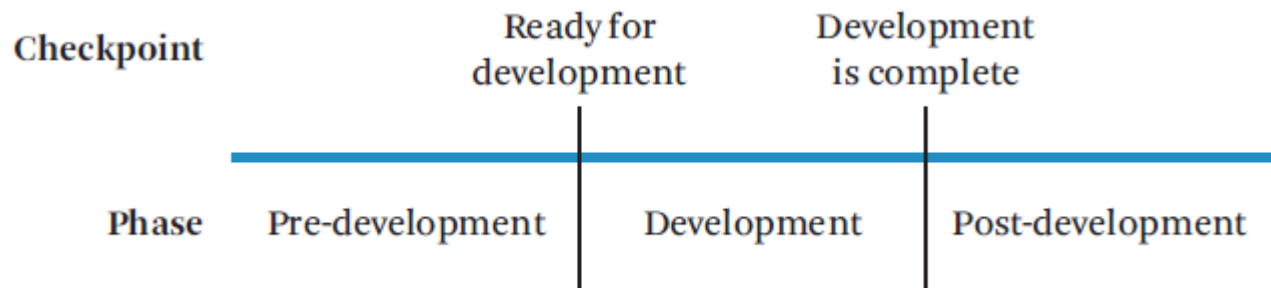 Checkpoint
Ready for
development
Development
is complete
Phase
Pre-development
Development
Post-development